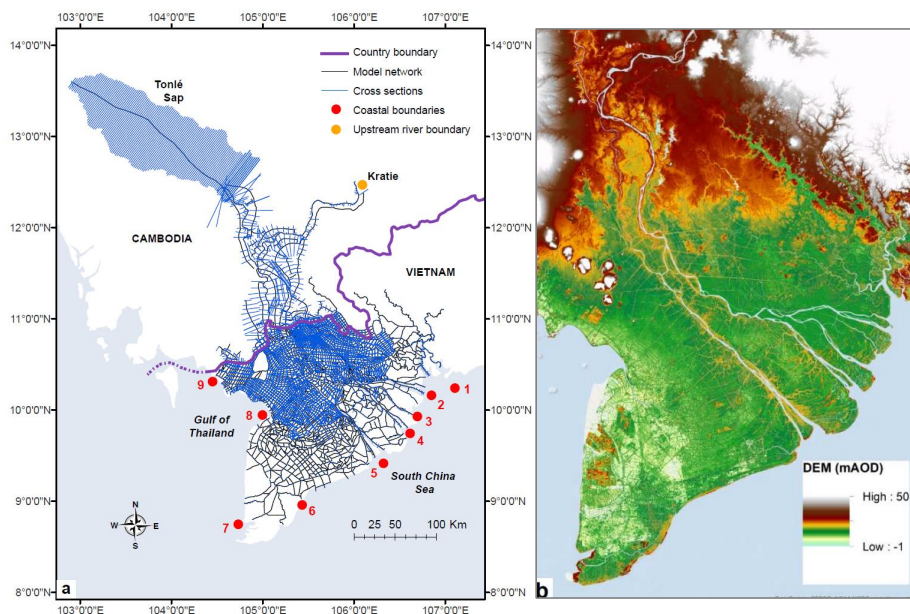 103°0'0"E 104°0'0"E 105°0'0"E 106°0'0"E 107°0'0"E
14°0'0"N
14°0'0"N
Country boundary
Model network
Cross sections
Coastal boundaries
Upstream river boundary
Tonlé
Sap
13°0'0"N
13°0'0"N
Kratie
12°0'0"N
12°0'0"N
CAMBODIA
VIETNAM
11°0'0"N
11°0'0"N
9
1
2
10°0'0"N
10°0'0"N
8
3
Gulf of
Thailand
4
5
South China
Sea
9°0'0"N
9°0'0"N
6
7
N
W E
S
0 25 50 100 Km
8°0'0"N
8°0'0"N
a
103°0'0"E 104°0'0"E 105°0'0"E 106°0'0"E 107°0'0"E
DEM (mAOD)
High : 50
Low : -1
b